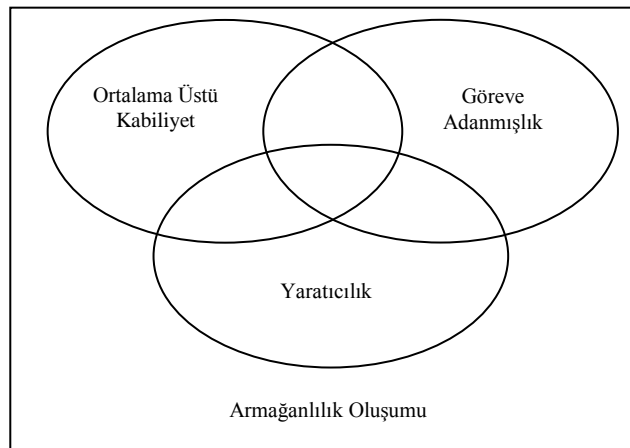 Ortalama Üstü
Kabiliyet
Göreve
Adanmışlık
Yaratıcılık
Armağanlılık Oluşumu